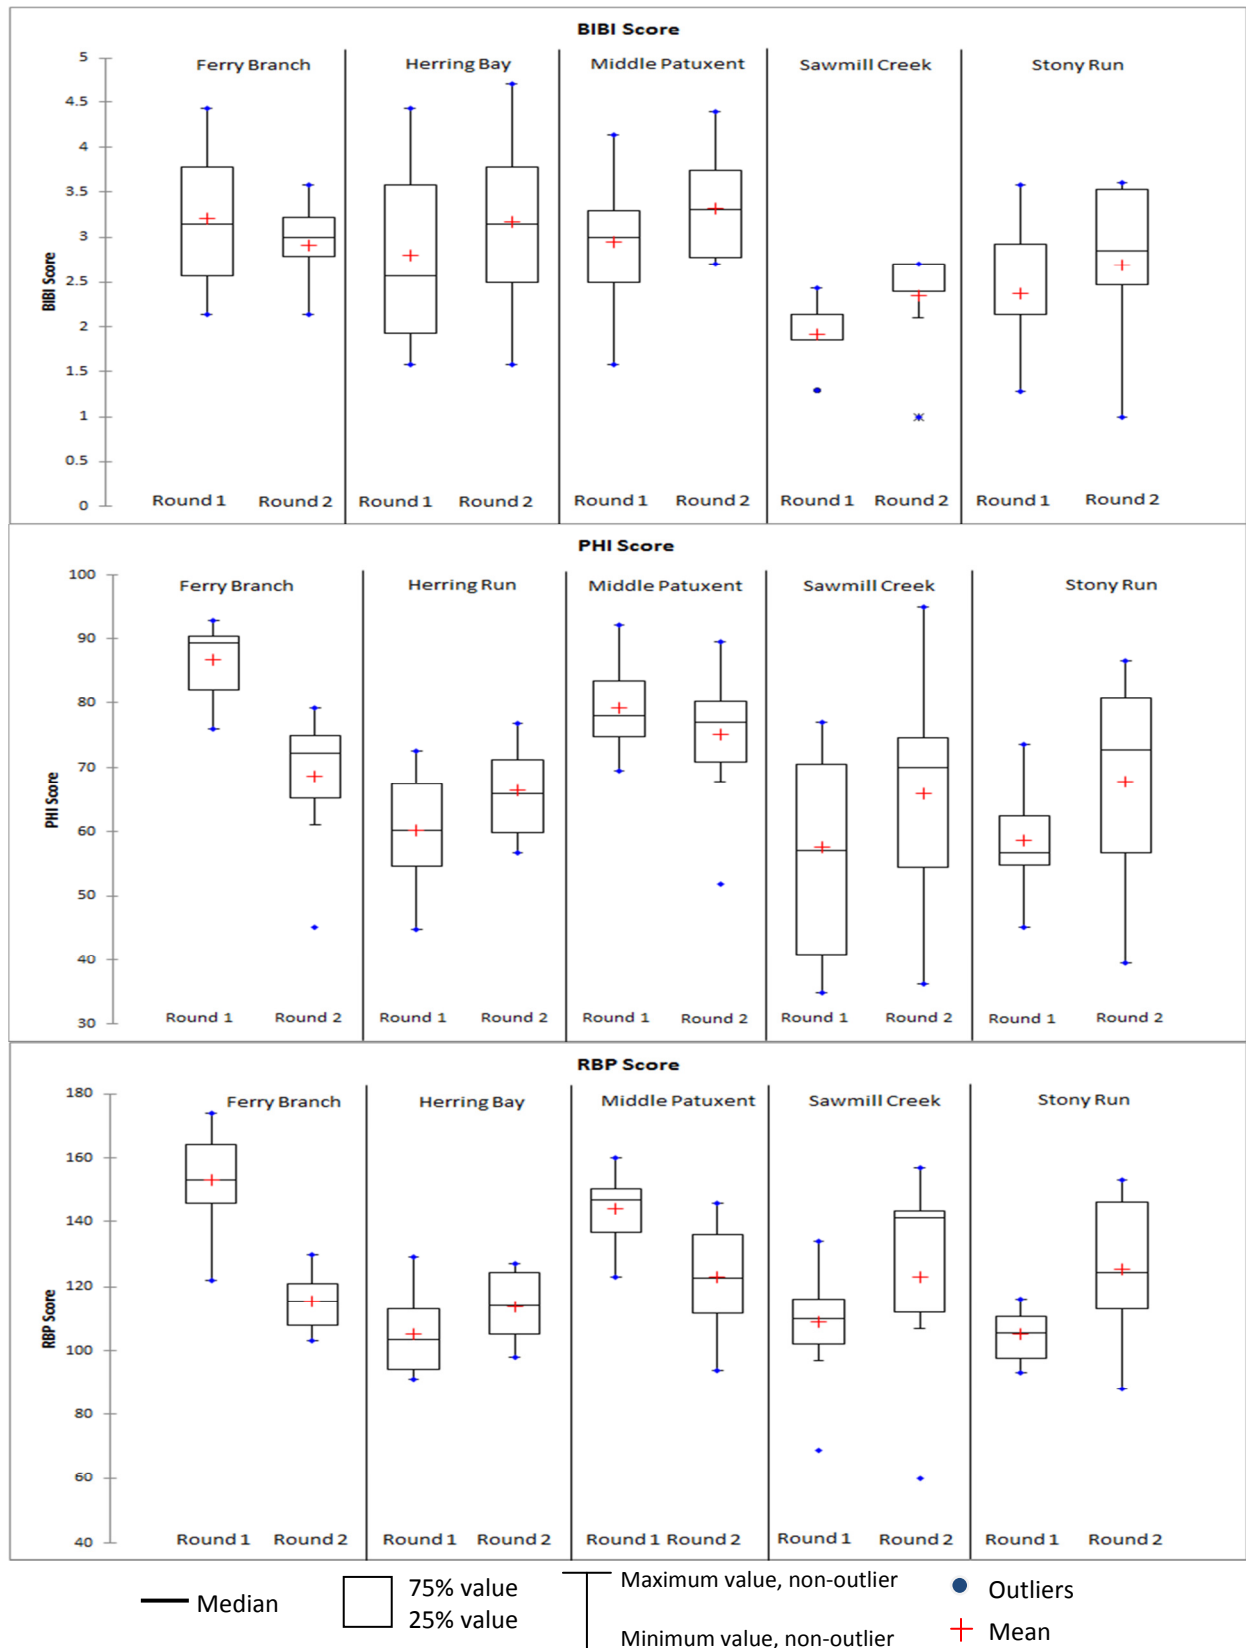 BIBI Score
Ferry Branch Herring Bay Middle Patuxent Sawmill Creek Stony Run
5
4.5
4
3.5
3
2.5
2
1.5
1
0.5
0
BIBI Score
Round 1 Round 2 Round 1 Round 2 Round 1 Round 2 Round 1 Round 2 Round 1 Round 2
PHI Score
Ferry Branch Herring Run Middle Patuxent Sawmill Creek Stony Run
100
90
80
70
60
50
40
30
PHI Score
Round 1 Round 2 Round 1 Round 2 Round 1 Round 2 Round 1 Round 2 Round 1 Round 2
RBP Score
Ferry Branch Herring Bay Middle Patuxent Sawmill Creek Stony Run
180
160
140
120
100
80
60
40
RBP Score
Round 1 Round 2 Round 1 Round 2 Round 1 Round 2 Round 1 Round 2 Round 1 Round 2
Median
75% value
25% value
Maximum value, non-outlier
Minimum value, non-outlier
Outliers
Mean